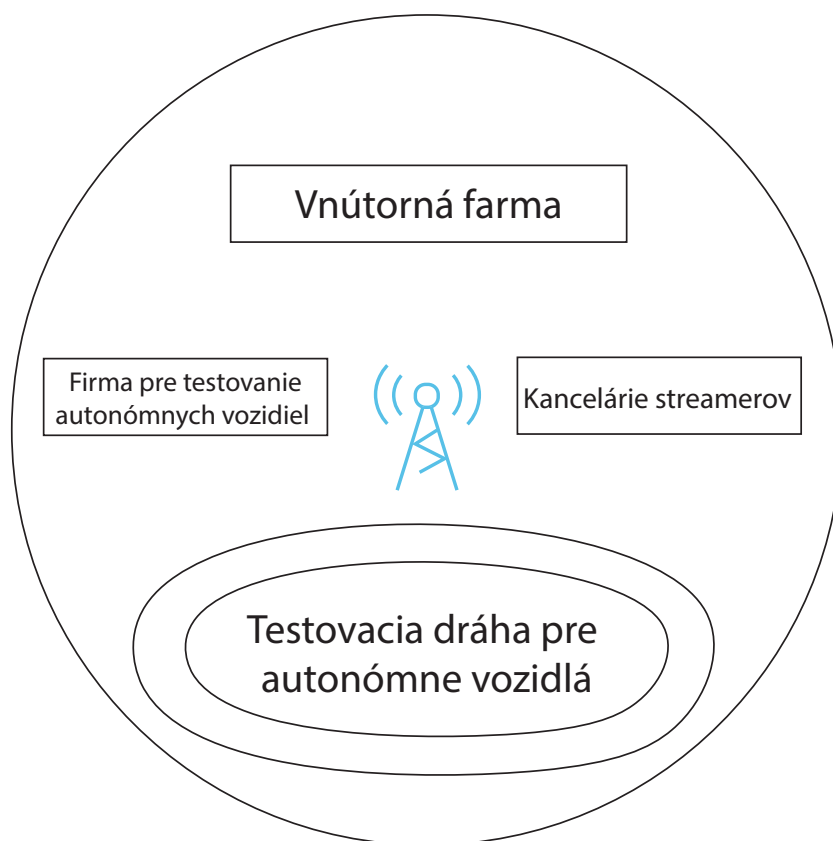 Vnútorná farma
Firma pre testovanie
autonómnych vozidiel
Kancelárie streamerov
Testovacia dráha pre
autonómne vozidlá